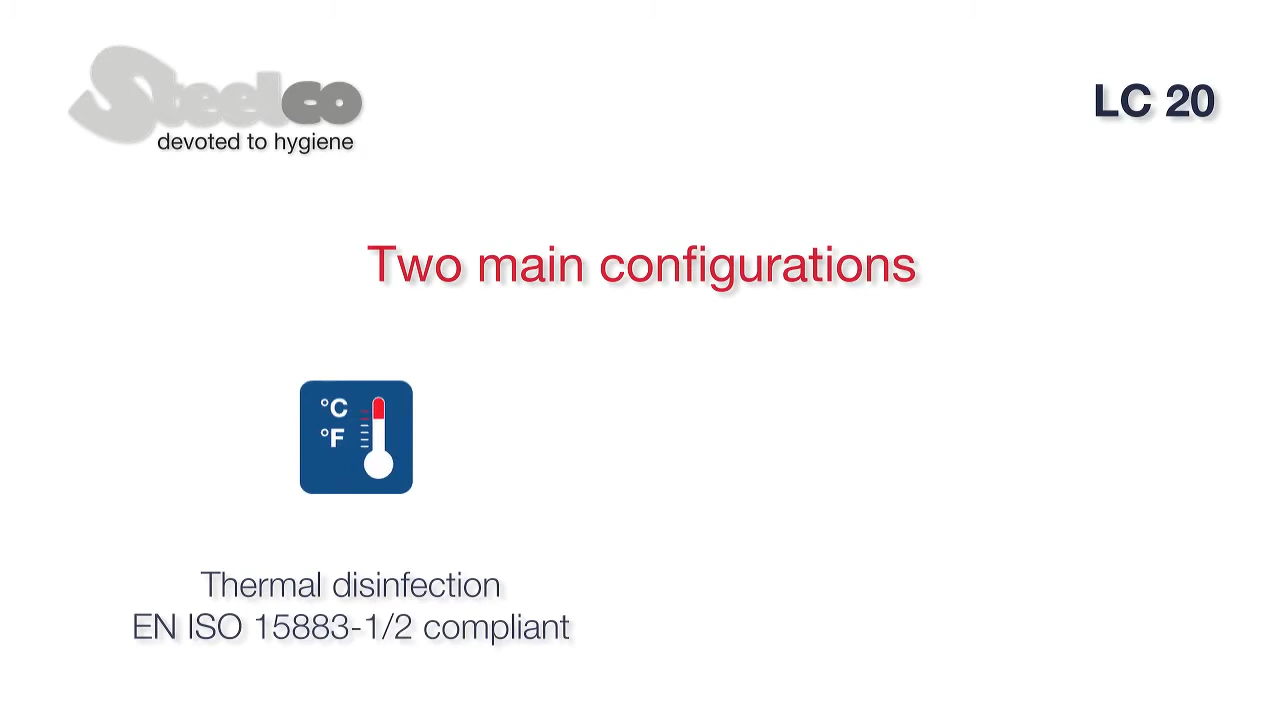 Steelco
devoted to hygiene
LC 20
Two main configurations
°C
°F
Thermal disinfection
EN ISO 15883-1/2 compliant